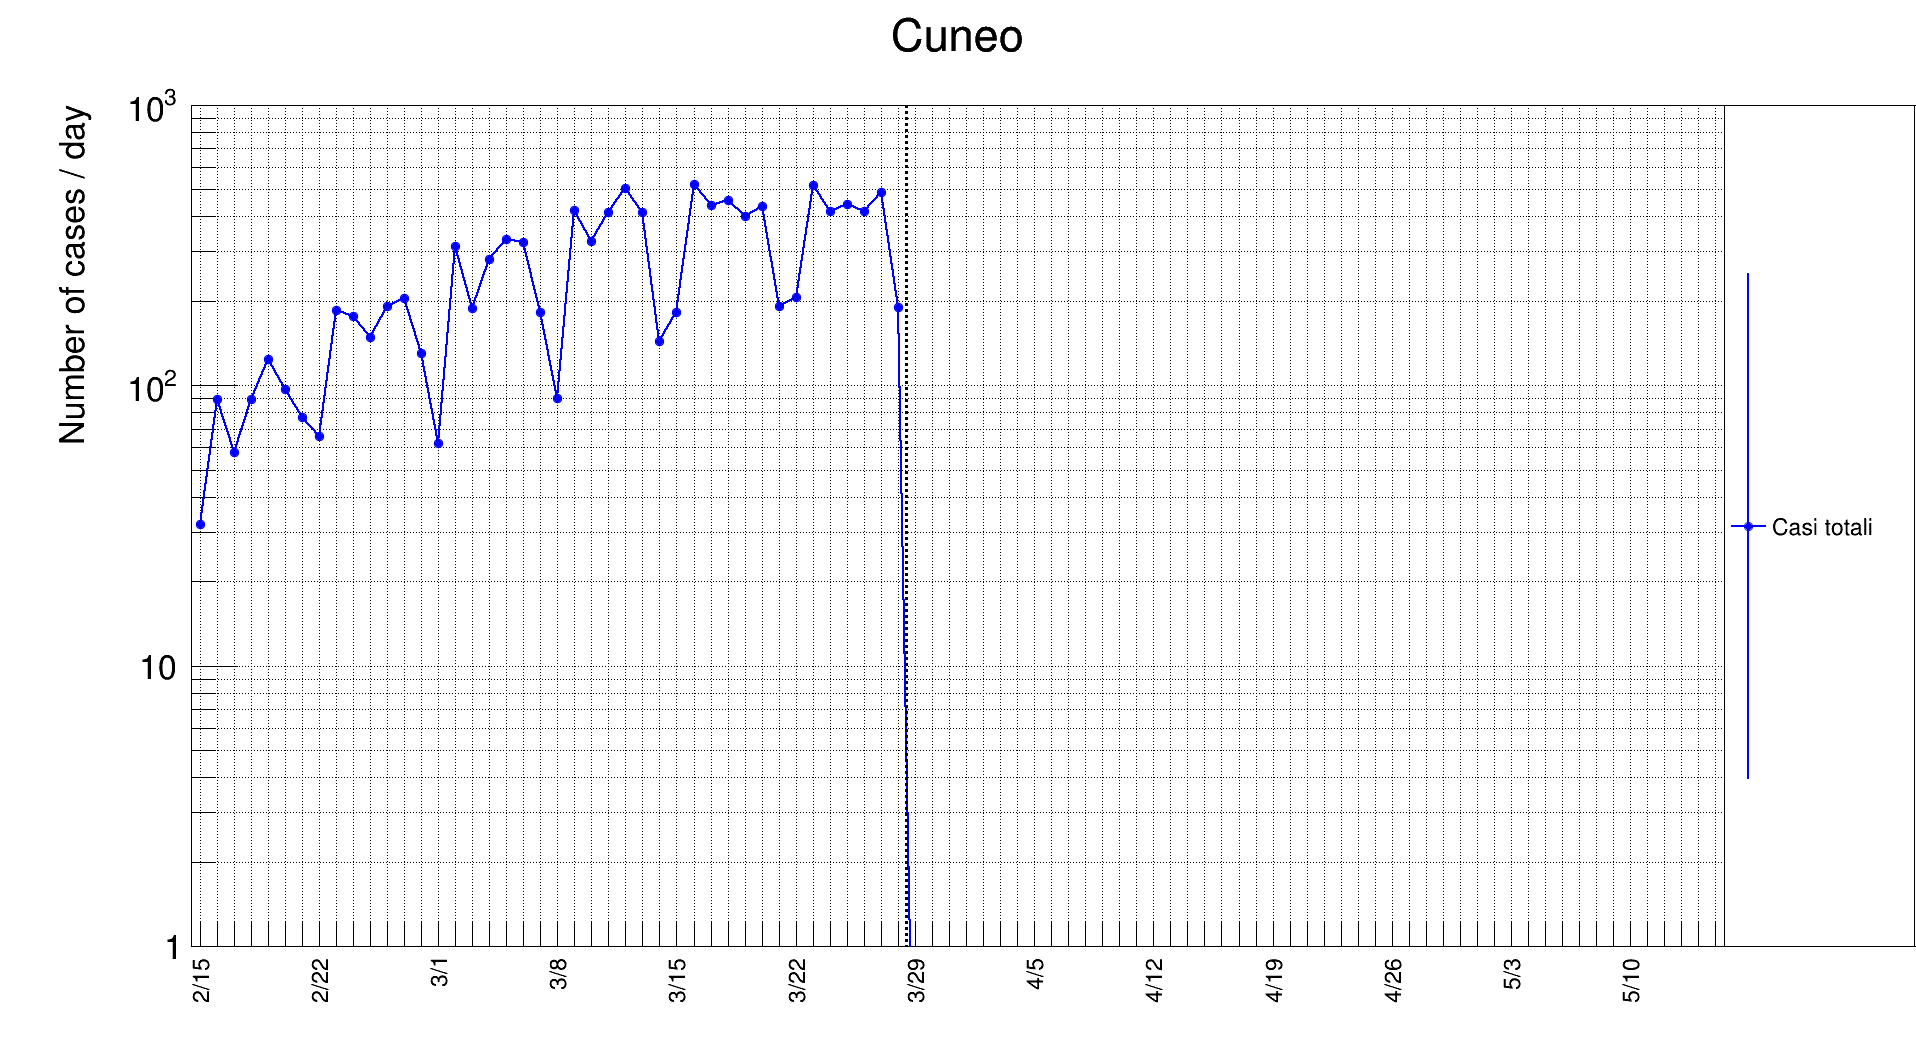 Cuneo
Number of cases / day
10³
10²
10
1
2/15 2/22 3/1 3/8 3/15 3/22 3/29 4/5 4/12 4/19 4/26 5/3 5/10
Casi totali